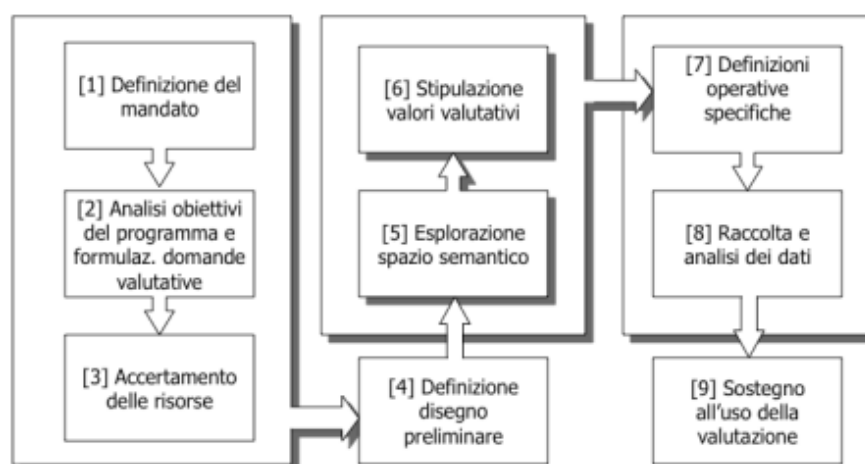 [1] Definizione del
mandato
[2] Analisi obiettivi
del programma e
formulaz. domande
valutative
[3] Accertamento
delle risorse
[4] Definizione
disegno
preliminare
[5] Esplorazione
spazio semantico
[6] Stipulazione
valori valutativi
[7] Definizioni
operative
specifiche
[8] Raccolta e
analisi dei dati
[9] Sostegno
all'uso della
valutazione